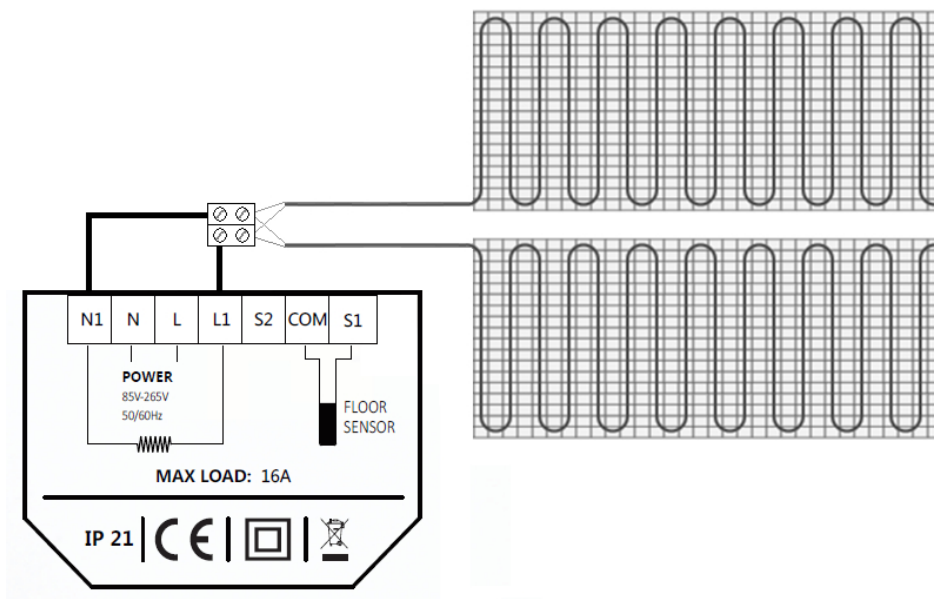 N1 N L L1 S2 COM S1
POWER
85V-265V
50/60Hz
FLOOR
SENSOR
MAX LOAD: 16A
IP 21 CE